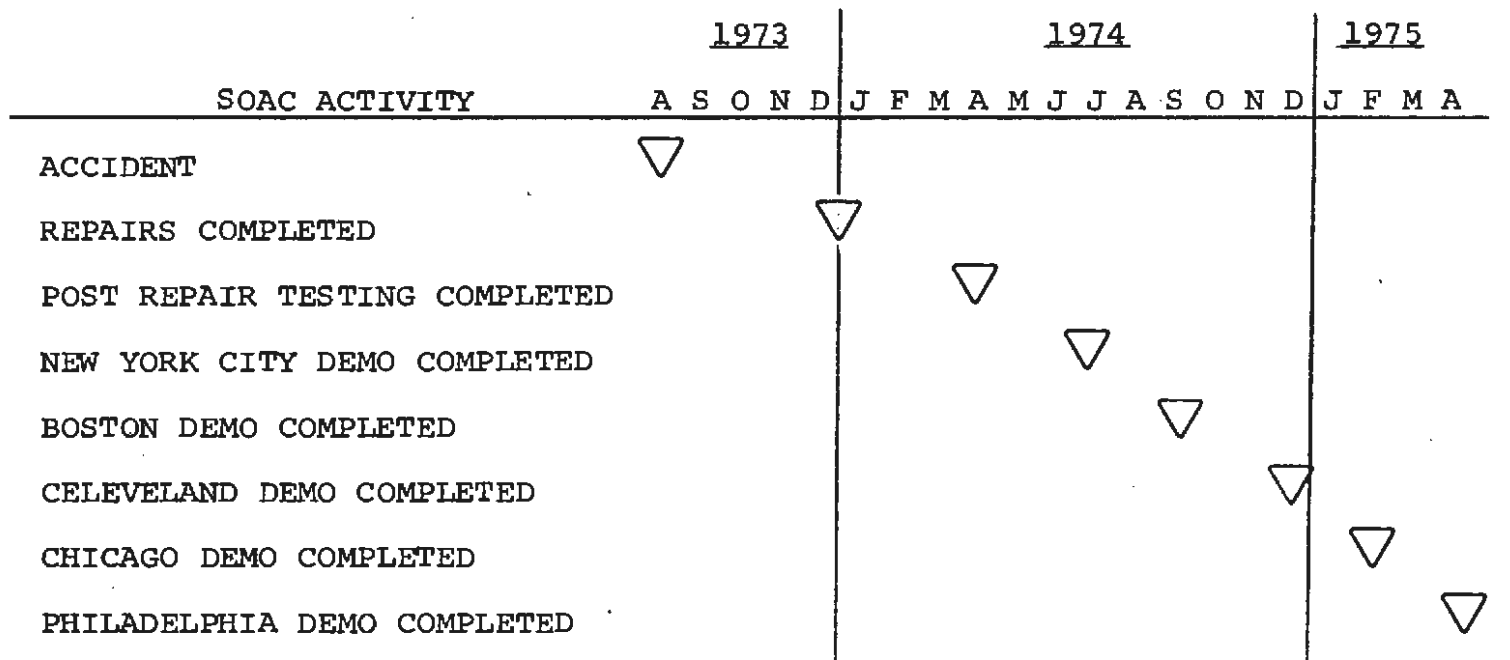 1973 1974 1975
SOAC ACTIVITY A S O N D J F M A M J J A S O N D J F M A
ACCIDENT
REPAIRS COMPLETED
POST REPAIR TESTING COMPLETED
NEW YORK CITY DEMO COMPLETED
BOSTON DEMO COMPLETED
CELEVELAND DEMO COMPLETED
CHICAGO DEMO COMPLETED
PHILADELPHIA DEMO COMPLETED